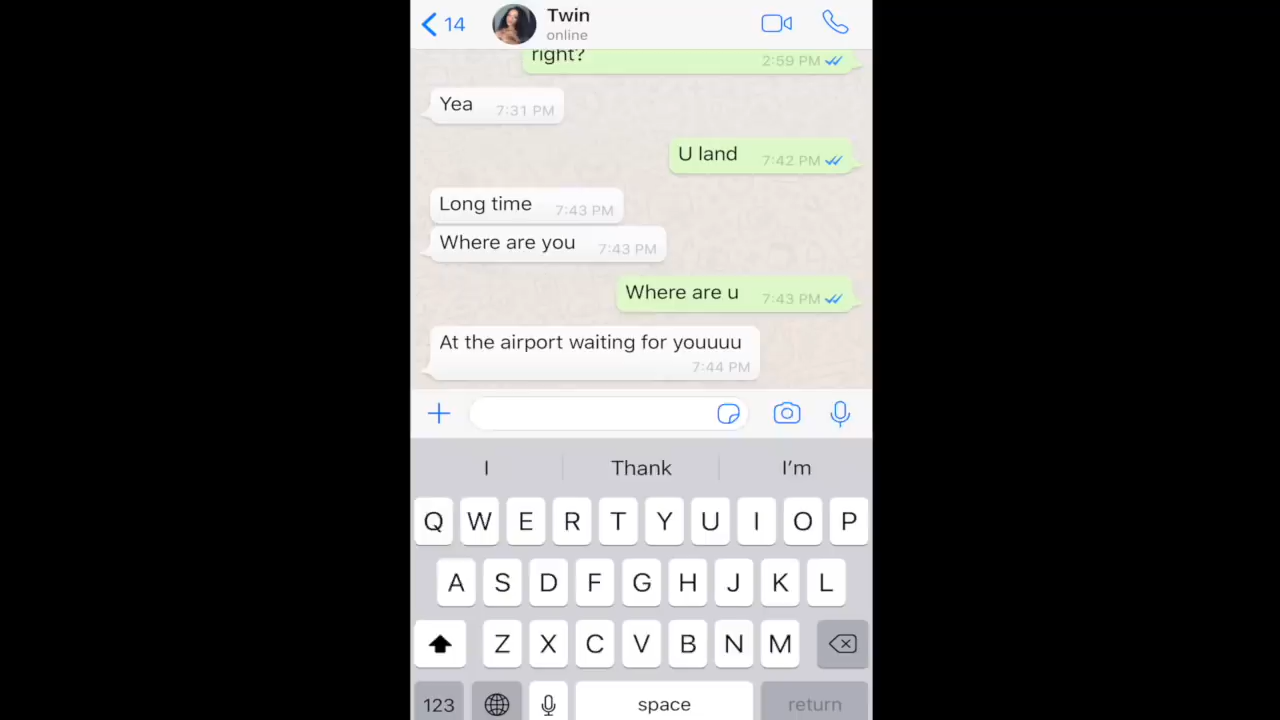 14
Twin
online
right?
2:59 PM
Yea
7:31 PM
U land
7:42 PM
Long time
7:43 PM
Where are you
7:43 PM
Where are u
7:43 PM
At the airport waiting for youuuu
7:44 PM
I Thank I'm
Q W E R T Y U I O P
A S D F G H J K L
Z X C V B N M
123 space return